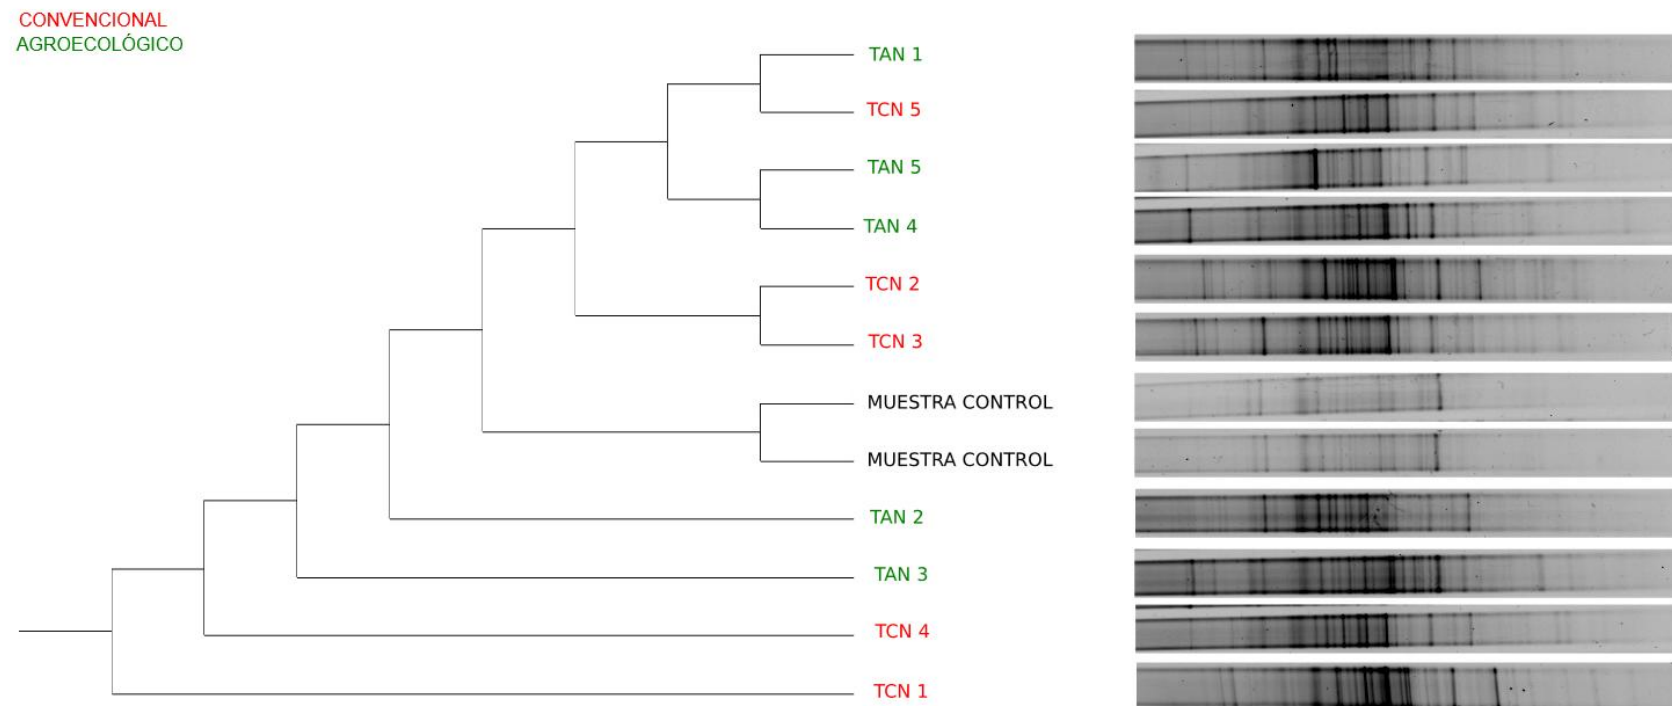 CONVENCIONAL
AGROECOLÓGICO
TAN 1
TCN 5
TAN 5
TAN 4
TCN 2
TCN 3
MUESTRA CONTROL
MUESTRA CONTROL
TAN 2
TAN 3
TCN 4
TCN 1